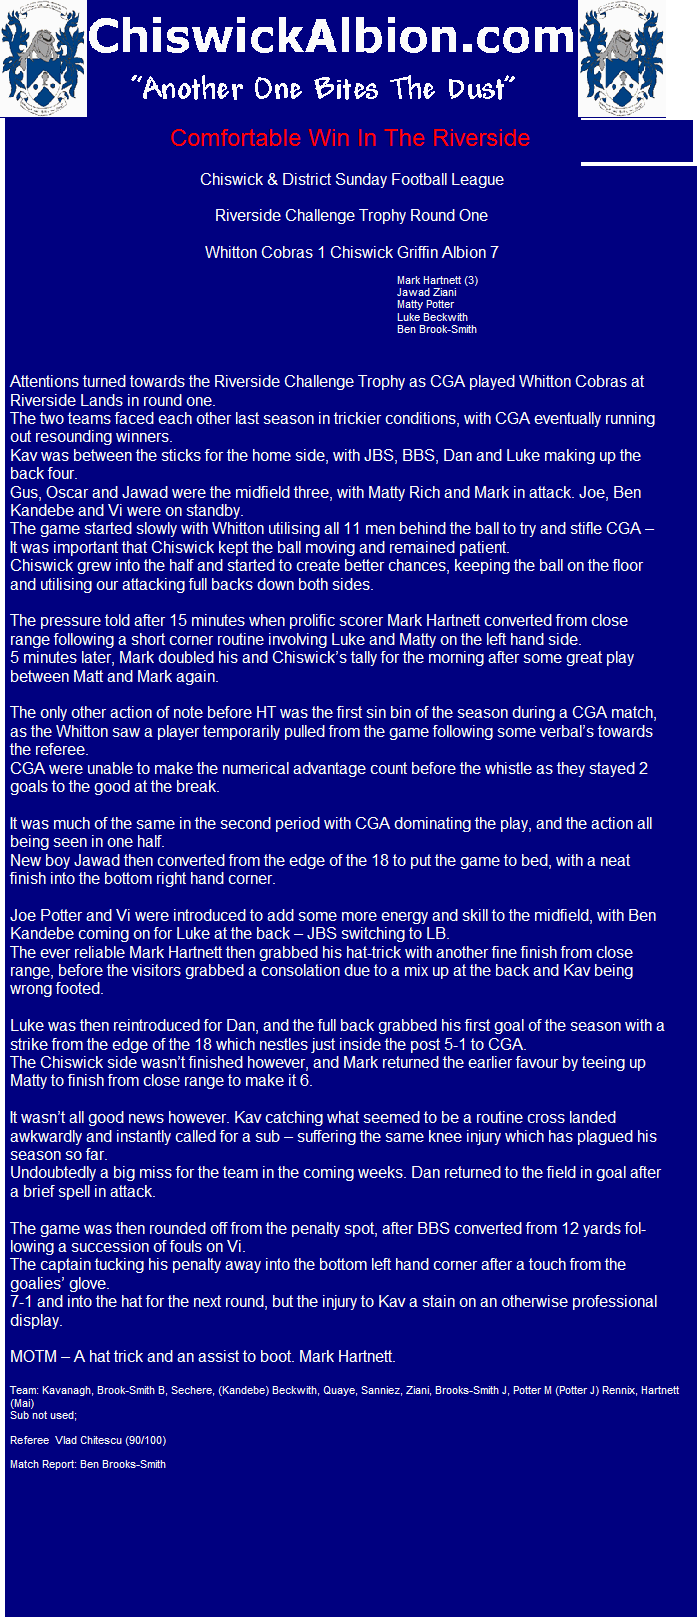 ChiswickAlbion.com
"Another One Bites The Dust"
Comfortable Win In The Riverside
Chiswick & District Sunday Football League
Riverside Challenge Trophy Round One
Whitton Cobras 1 Chiswick Griffin Albion 7
Mark Hartnett (3)
Jawad Ziani
Matty Potter
Luke Beckwith
Ben Brook-Smith
Attentions turned towards the Riverside Challenge Trophy as CGA played Whitton Cobras at
Riverside Lands in round one.
The two teams faced each other last season in trickier conditions, with CGA eventually running
out resounding winners.
Kav was between the sticks for the home side, with JBS, BBS, Dan and Luke making up the
back four.
Gus, Oscar and Jawad were the midfield three, with Matty Rich and Mark in attack. Joe, Ben
Kandebe and Vi were on standby.
The game started slowly with Whitton utilising all 11 men behind the ball to try and stifle CGA –
It was important that Chiswick kept the ball moving and remained patient.
Chiswick grew into the half and started to create better chances, keeping the ball on the floor
and utilising our attacking full backs down both sides.
The pressure told after 15 minutes when prolific scorer Mark Hartnett converted from close
range following a short corner routine involving Luke and Matty on the left hand side.
5 minutes later, Mark doubled his and Chiswick's tally for the morning after some great play
between Matt and Mark again.
The only other action of note before HT was the first sin bin of the season during a CGA match,
as the Whitton saw a player temporarily pulled from the game following some verbal's towards
the referee.
CGA were unable to make the numerical advantage count before the whistle as they stayed 2
goals to the good at the break.
It was much of the same in the second period with CGA dominating the play, and the action all
being seen in one half.
New boy Jawad then converted from the edge of the 18 to put the game to bed, with a neat
finish into the bottom right hand corner.
Joe Potter and Vi were introduced to add some more energy and skill to the midfield, with Ben
Kandebe coming on for Luke at the back – JBS switching to LB.
The ever reliable Mark Hartnett then grabbed his hat-trick with another fine finish from close
range, before the visitors grabbed a consolation due to a mix up at the back and Kav being
wrong footed.
Luke was then reintroduced for Dan, and the full back grabbed his first goal of the season with a
strike from the edge of the 18 which nestles just inside the post 5-1 to CGA.
The Chiswick side wasn't finished however, and Mark returned the earlier favour by teeing up
Matty to finish from close range to make it 6.
It wasn't all good news however. Kav catching what seemed to be a routine cross landed
awkwardly and instantly called for a sub – suffering the same knee injury which has plagued his
season so far.
Undoubtedly a big miss for the team in the coming weeks. Dan returned to the field in goal after
a brief spell in attack.
The game was then rounded off from the penalty spot, after BBS converted from 12 yards fol-
lowing a succession of fouls on Vi.
The captain tucking his penalty away into the bottom left hand corner after a touch from the
goalies' glove.
7-1 and into the hat for the next round, but the injury to Kav a stain on an otherwise professional
display.
MOTM – A hat trick and an assist to boot. Mark Hartnett.
Team: Kavanagh, Brook-Smith B, Sechere, (Kandebe) Beckwith, Quaye, Sanniez, Ziani, Brooks-Smith J, Potter M (Potter J) Rennix, Hartnett
(Mai)
Sub not used;
Referee Vlad Chitescu (90/100)
Match Report: Ben Brooks-Smith